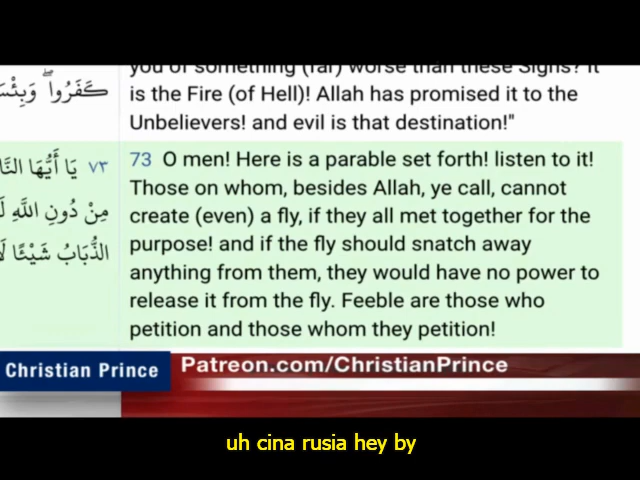 you of something (far) worse than these Signs? It
is the Fire (of Hell)! Allah has promised it to the
Unbelievers! and evil is that destination!"
كَفَرُوا ۖ وَبِئْسَ
73 O men! Here is a parable set forth! listen to it!
Those on whom, besides Allah, ye call, cannot
create (even) a fly, if they all met together for the
purpose! and if the fly should snatch away
anything from them, they would have no power to
release it from the fly. Feeble are those who
petition and those whom they petition!
٧٣ يَا أَيُّهَا النَّا
مِنْ دُونِ اللَّهِ لَ
الذُّبَابُ شَيْئًا لَا
Christian Prince
Patreon.com/ChristianPrince
uh cina rusia hey by